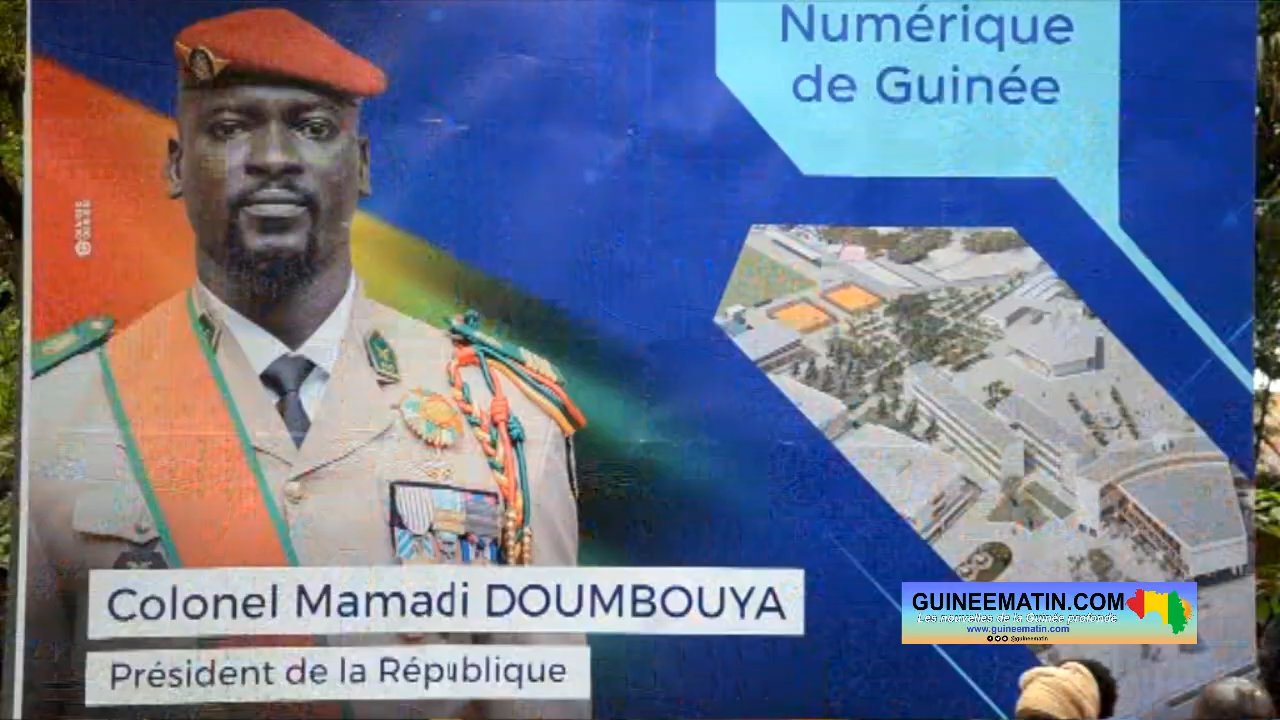 Numérique
de Guinée
Colonel Mamadi DOUMBOUYA
Président de la République
GUINEEMATIN.COM
Les nouvelles de la Guinée profonde
www.guineematin.com
@guineematin